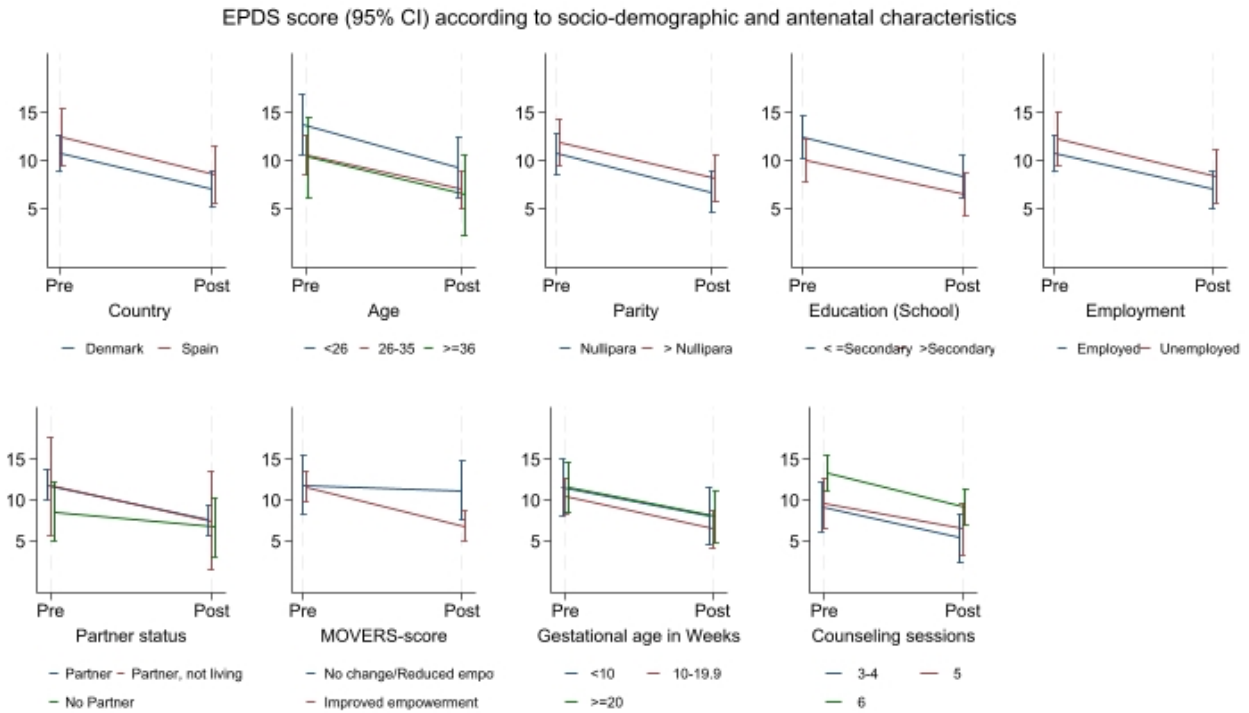 EPDS score (95% CI) according to socio-demographic and antenatal characteristics
15
10
5
Pre Post
Country
Denmark Spain
15
10
5
Pre Post
Age
<26 26-35 >=36
15
10
5
Pre Post
Parity
Nullipara > Nullipara
15
10
5
Pre Post
Education (School)
< =Secondary >Secondary
15
10
5
Pre Post
Employment
Employed Unemployed
15
10
5
Pre Post
Partner status
Partner Partner, not living
No Partner
15
10
5
Pre Post
MOVERS-score
No change/Reduced empo
Improved empowerment
15
10
5
Pre Post
Gestational age in Weeks
<10 10-19.9
>=20
15
10
5
Pre Post
Counseling sessions
3-4 5
6